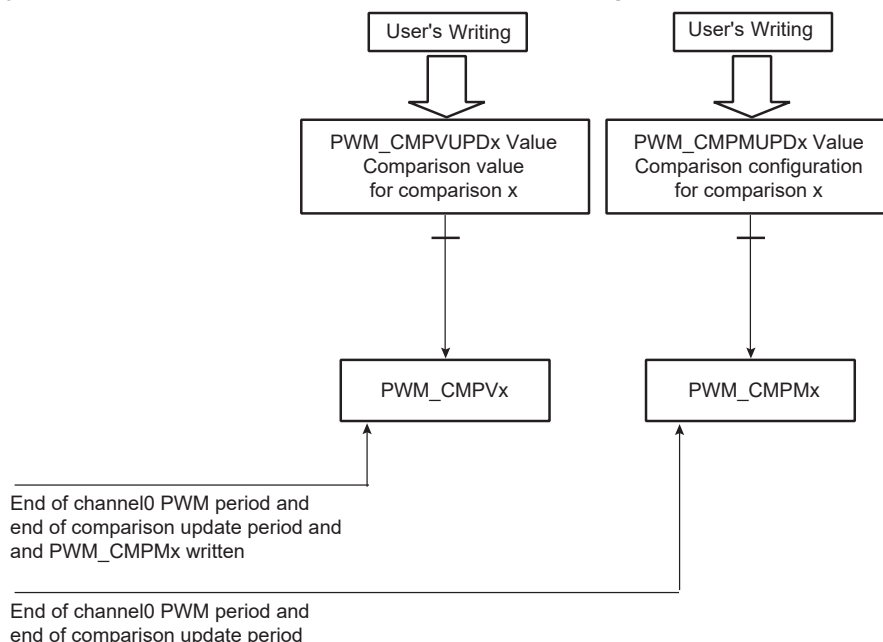 User's Writing
User's Writing
PWM_CMPVUPDx Value
Comparison value
for comparison x
PWM_CMPMUPDx Value
Comparison configuration
for comparison x
PWM_CMPVx
PWM_CMPMx
End of channel0 PWM period and
end of comparison update period and
and PWM_CMPMx written
End of channel0 PWM period and
end of comparison update period